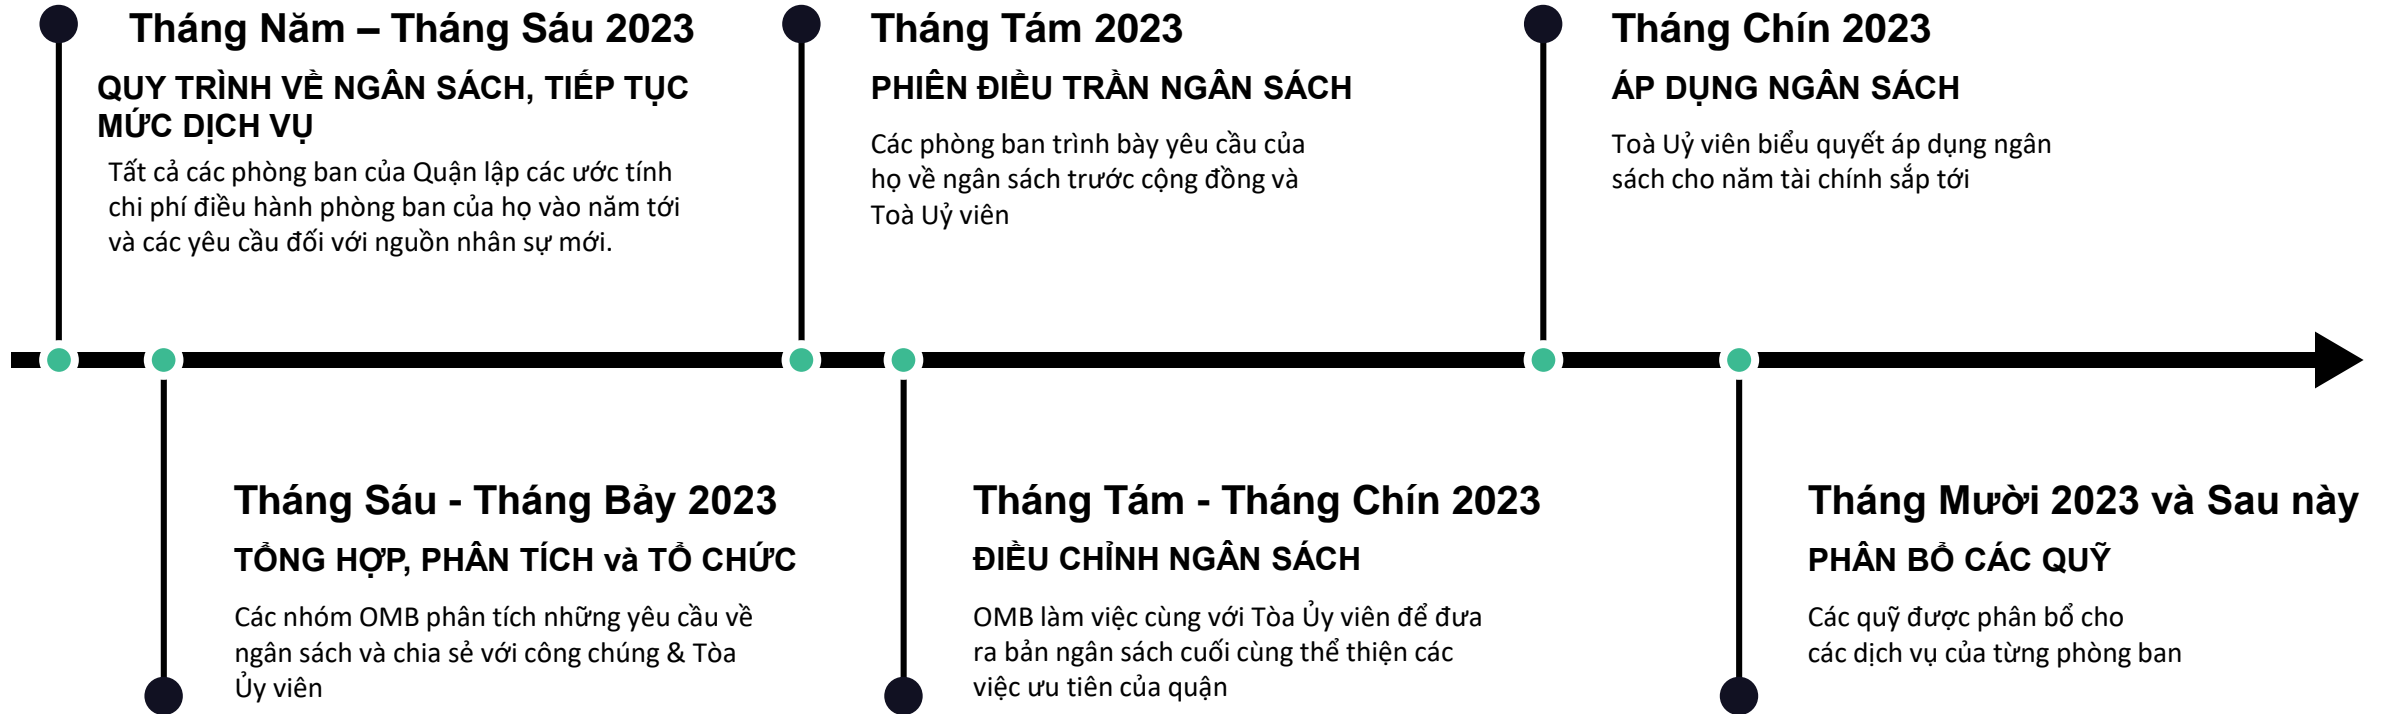 Tháng Năm – Tháng Sáu 2023
QUY TRÌNH VỀ NGÂN SÁCH, TIẾP TỤC
MỨC DỊCH VỤ
Tất cả các phòng ban của Quận lập các ước tính
chi phí điều hành phòng ban của họ vào năm tới
và các yêu cầu đối với nguồn nhân sự mới.
Tháng Tám 2023
PHIÊN ĐIỀU TRẦN NGÂN SÁCH
Các phòng ban trình bày yêu cầu của
họ về ngân sách trước cộng đồng và
Toà Uỷ viên
Tháng Chín 2023
ÁP DỤNG NGÂN SÁCH
Toà Uỷ viên biểu quyết áp dụng ngân
sách cho năm tài chính sắp tới
Tháng Sáu - Tháng Bảy 2023
TỔNG HỢP, PHÂN TÍCH và TỔ CHỨC
Các nhóm OMB phân tích những yêu cầu về
ngân sách và chia sẻ với công chúng & Tòa
Ủy viên
Tháng Tám - Tháng Chín 2023
ĐIỀU CHỈNH NGÂN SÁCH
OMB làm việc cùng với Tòa Ủy viên để đưa
ra bản ngân sách cuối cùng thể thiện các
việc ưu tiên của quận
Tháng Mười 2023 và Sau này
PHÂN BỔ CÁC QUỸ
Các quỹ được phân bổ cho
các dịch vụ của từng phòng ban